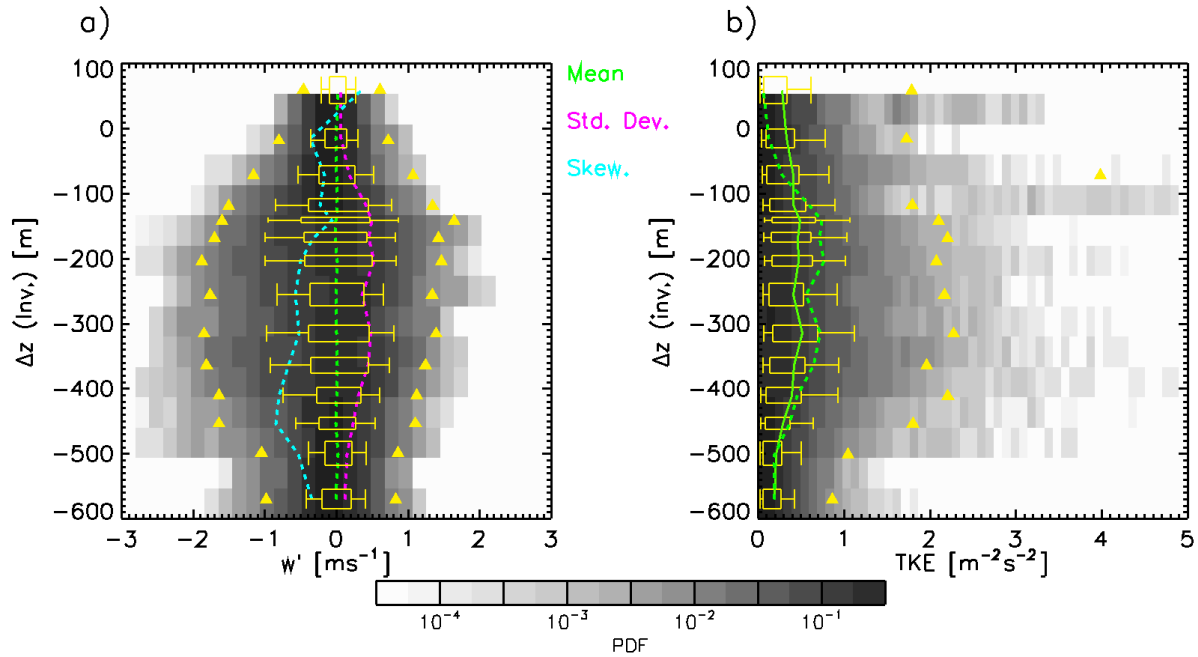 a)
b)
100
0
-100
-200
-300
-400
-500
-600
Δz (Inv.) [m]
-3 -2 -1 0 1 2 3
w' [ms⁻¹]
Mean
Std. Dev.
Skew.
100
0
-100
-200
-300
-400
-500
-600
Δz (inv.) [m]
0 1 2 3 4 5
TKE [m⁻²s⁻²]
10⁻⁴ 10⁻³ 10⁻² 10⁻¹
PDF